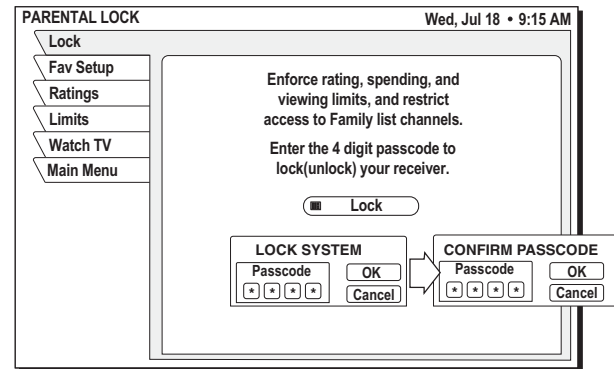 PARENTAL LOCK
Wed, Jul 18 • 9:15 AM
Lock
Fav Setup
Ratings
Limits
Watch TV
Main Menu
Enforce rating, spending, and
viewing limits, and restrict
access to Family list channels.
Enter the 4 digit passcode to
lock(unlock) your receiver.
Lock
LOCK SYSTEM
Passcode
* * * *
OK
Cancel
CONFIRM PASSCODE
Passcode
* * * *
OK
Cancel